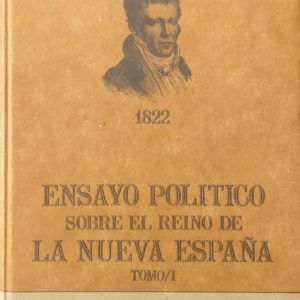 1822
ENSAYO POLITICO
SOBRE EL REINO DE
LA NUEVA ESPAÑA
TOMO/I